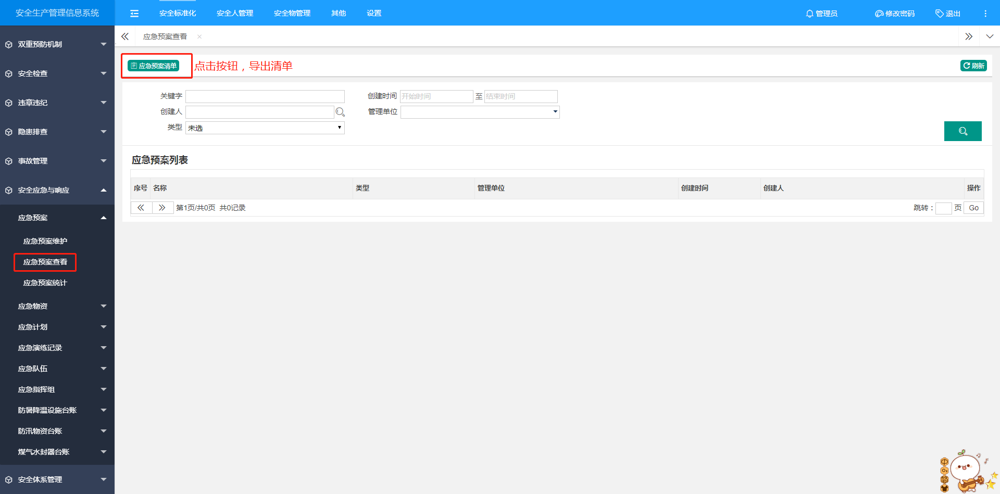 安全生产管理信息系统
安全标准化 安全人管理 安全物管理 其他 设置
管理员 修改密码 退出
双重预防机制
安全检查
违章违纪
隐患排查
事故管理
安全应急与响应
应急预案
应急预案维护
应急预案查看
应急预案统计
应急物资
应急计划
应急演练记录
应急队伍
应急指挥组
防暑降温设施台账
防汛物资台账
煤气水封器台账
安全体系管理
应急预案查看
应急预案清单 点击按钮，导出清单
刷新
关键字 创建时间 开始时间 至 结束时间
创建人 管理单位
类型 未选
应急预案列表
序号 名称 类型 管理单位 创建时间 创建人 操作
第1页/共0页 共0记录 跳转： 页 Go
中
简